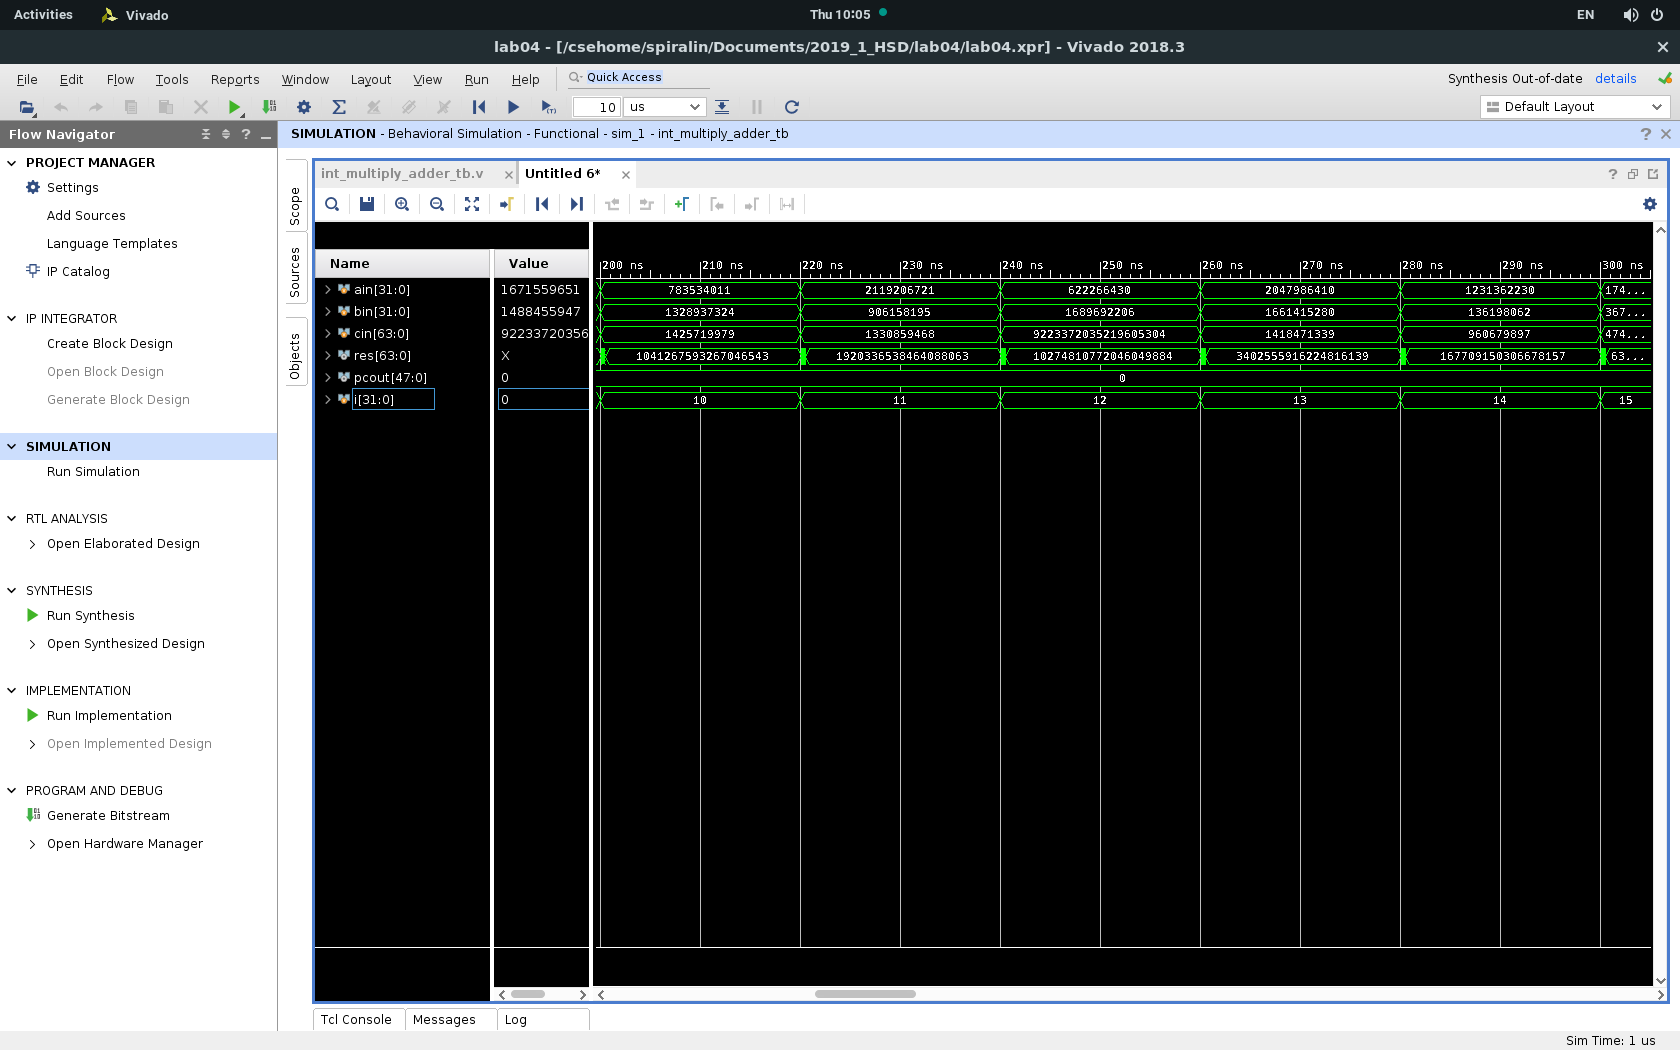 Activities Vivado Thu 10:05 EN
lab04 - [/csehome/spiralin/Documents/2019_1_HSD/lab04/lab04.xpr] - Vivado 2018.3
File Edit Flow Tools Reports Window Layout View Run Help Quick Access Synthesis Out-of-date details
10 us Default Layout
Flow Navigator
SIMULATION - Behavioral Simulation - Functional - sim_1 - int_multiply_adder_tb
PROJECT MANAGER
Settings
Add Sources
Language Templates
IP Catalog
IP INTEGRATOR
Create Block Design
Open Block Design
Generate Block Design
SIMULATION
Run Simulation
RTL ANALYSIS
Open Elaborated Design
SYNTHESIS
Run Synthesis
Open Synthesized Design
IMPLEMENTATION
Run Implementation
Open Implemented Design
PROGRAM AND DEBUG
Generate Bitstream
Open Hardware Manager
Scope
Sources
Objects
int_multiply_adder_tb.v Untitled 6*
Name Value 200 ns 210 ns 220 ns 230 ns 240 ns 250 ns 260 ns 270 ns 280 ns 290 ns 300 ns
ain[31:0] 1671559651 783534011 2119206721 622266430 2047986410 1231362230 174...
bin[31:0] 1488455947 1328937324 906158195 1689692206 1661415280 136198062 367...
cin[63:0] 92233720356 1425719979 1330859468 9223372035219605304 1418471339 960679897 474...
res[63:0] X 1041267593267046543 1920336538464088063 10274810772046049884 3402555916224816139 167709150306678157 63...
pcout[47:0] 0 0
i[31:0] 0 10 11 12 13 14 15
Tcl Console Messages Log
Sim Time: 1 us